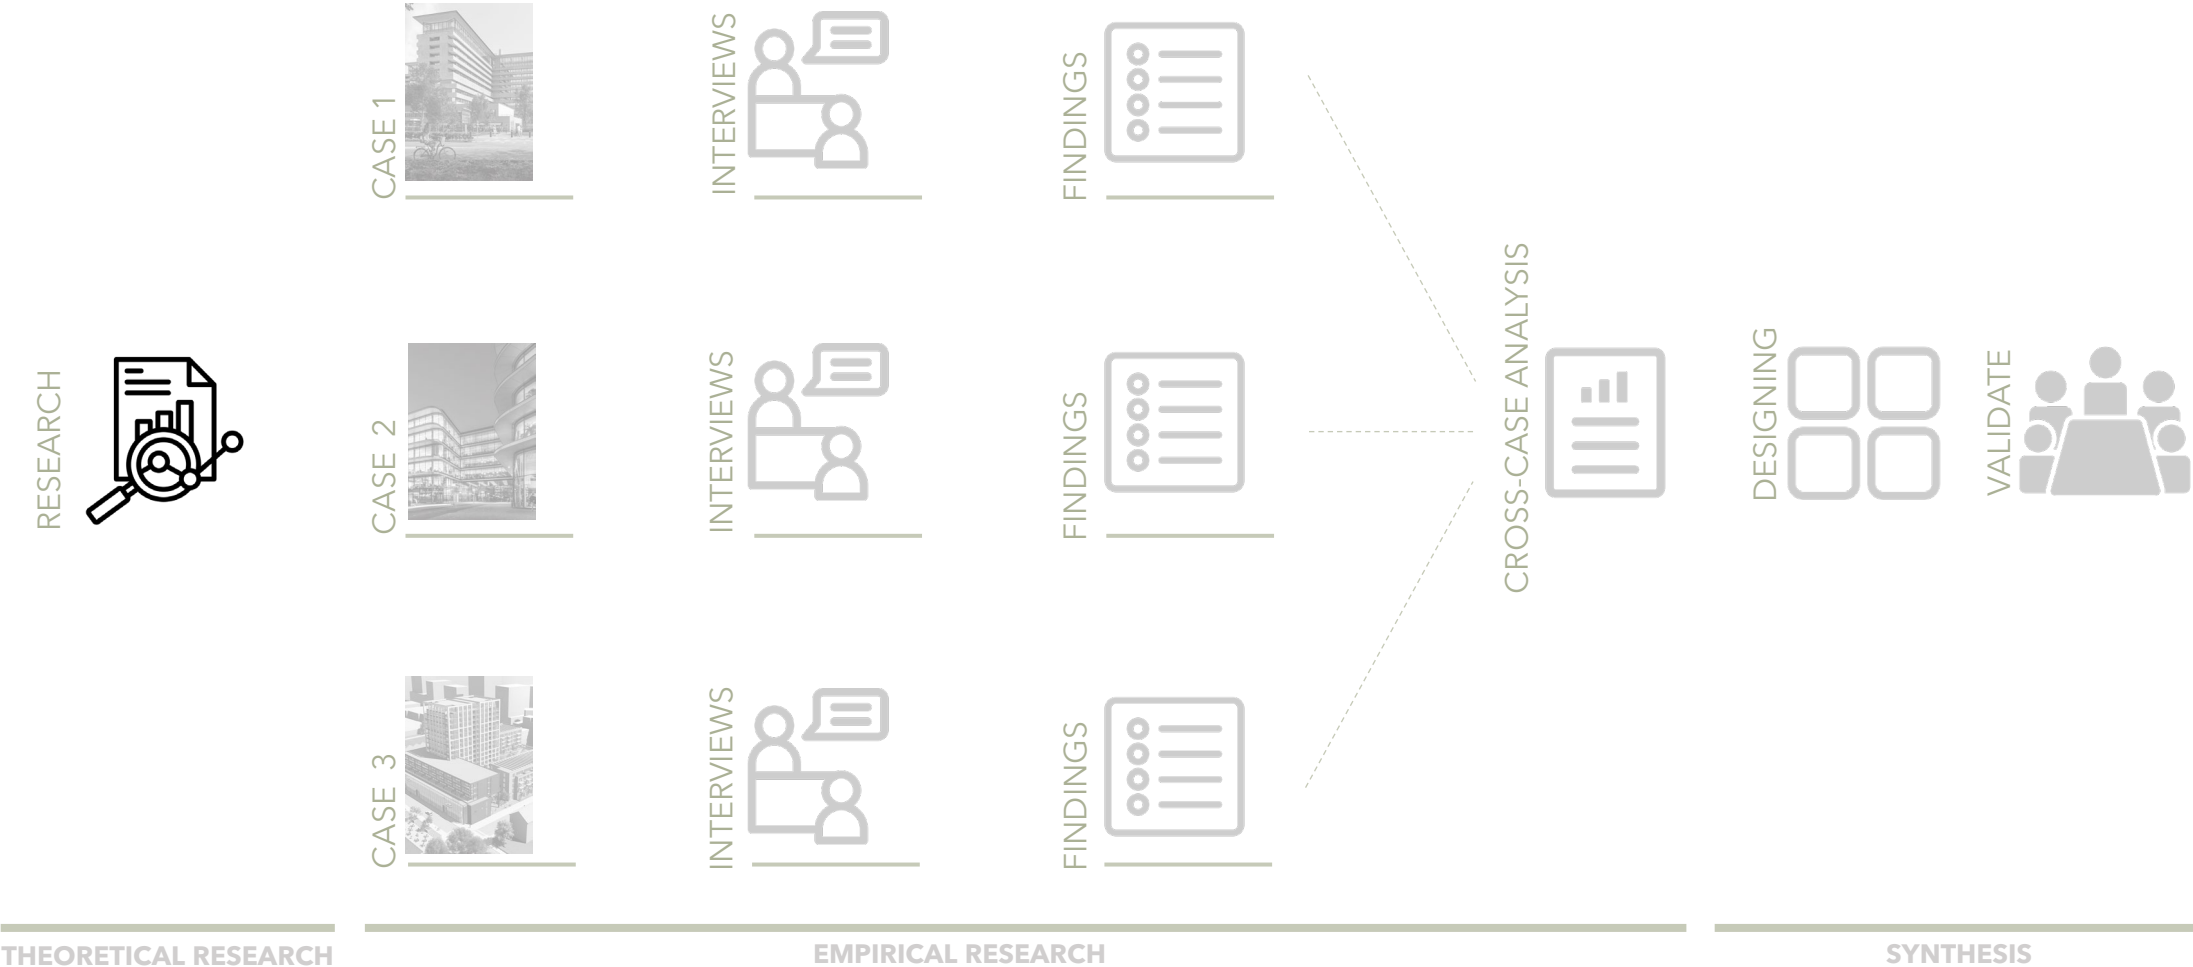 CASE 1
INTERVIEWS
FINDINGS
RESEARCH
CASE 2
INTERVIEWS
FINDINGS
CROSS-CASE ANALYSIS
DESIGNING
VALIDATE
CASE 3
INTERVIEWS
FINDINGS
THEORETICAL RESEARCH
EMPIRICAL RESEARCH
SYNTHESIS